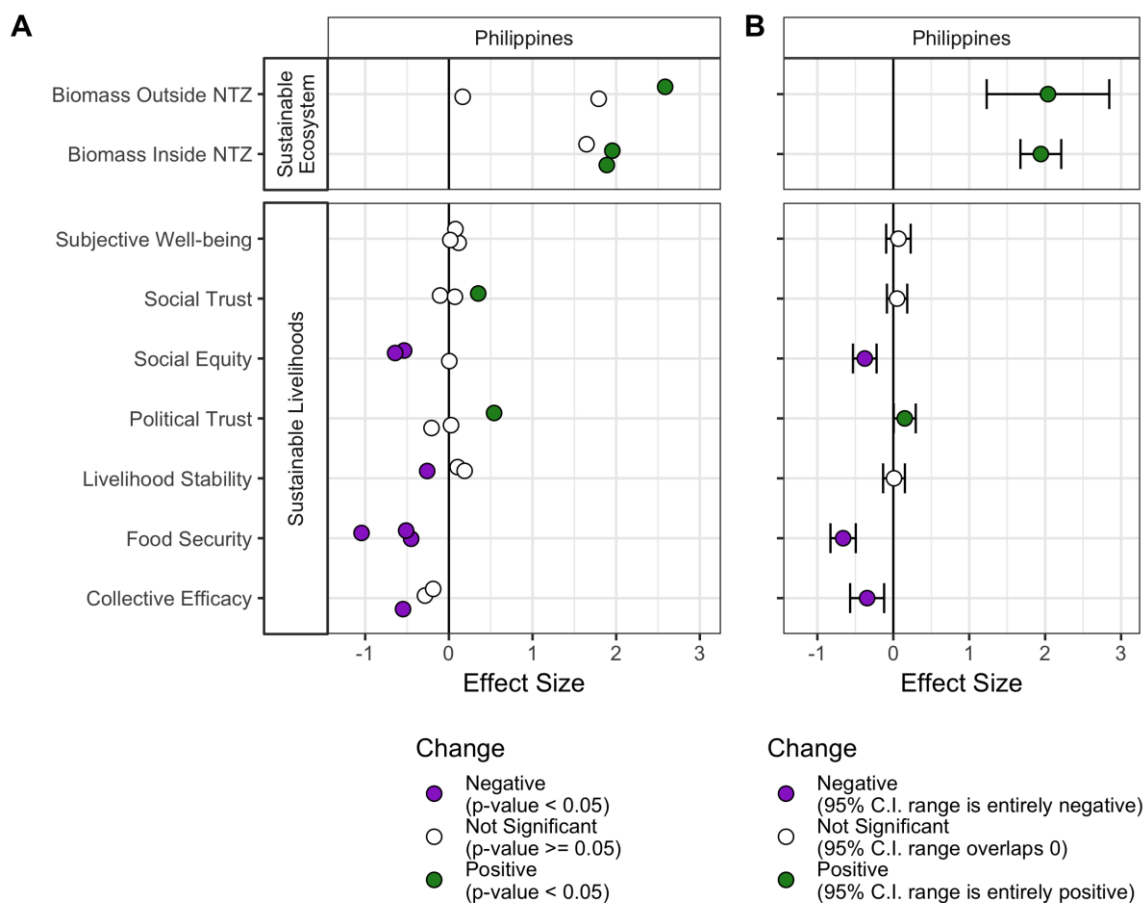 A
Philippines
Sustainable
Ecosystem
Biomass Outside NTZ
Biomass Inside NTZ
Sustainable Livelihoods
Subjective Well-being
Social Trust
Social Equity
Political Trust
Livelihood Stability
Food Security
Collective Efficacy
-1 0 1 2 3
Effect Size
Change
Negative
(p-value < 0.05)
Not Significant
(p-value >= 0.05)
Positive
(p-value < 0.05)
B
Philippines
-1 0 1 2 3
Effect Size
Change
Negative
(95% C.I. range is entirely negative)
Not Significant
(95% C.I. range overlaps 0)
Positive
(95% C.I. range is entirely positive)